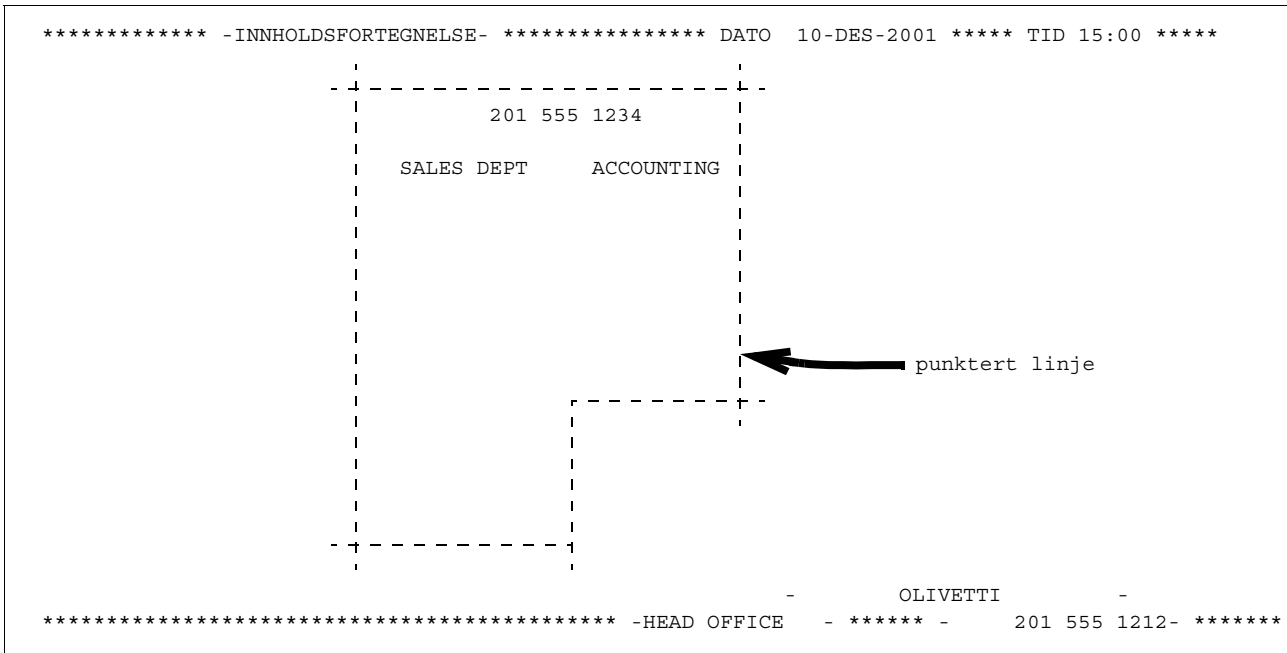 ************* -INNHOLDSFORTEGNELSE- **************** DATO 10-DES-2001 ***** TID 15:00 *****
201 555 1234
SALES DEPT ACCOUNTING
punktert linje
- OLIVETTI -
********************************************* -HEAD OFFICE - ****** - 201 555 1212- *******